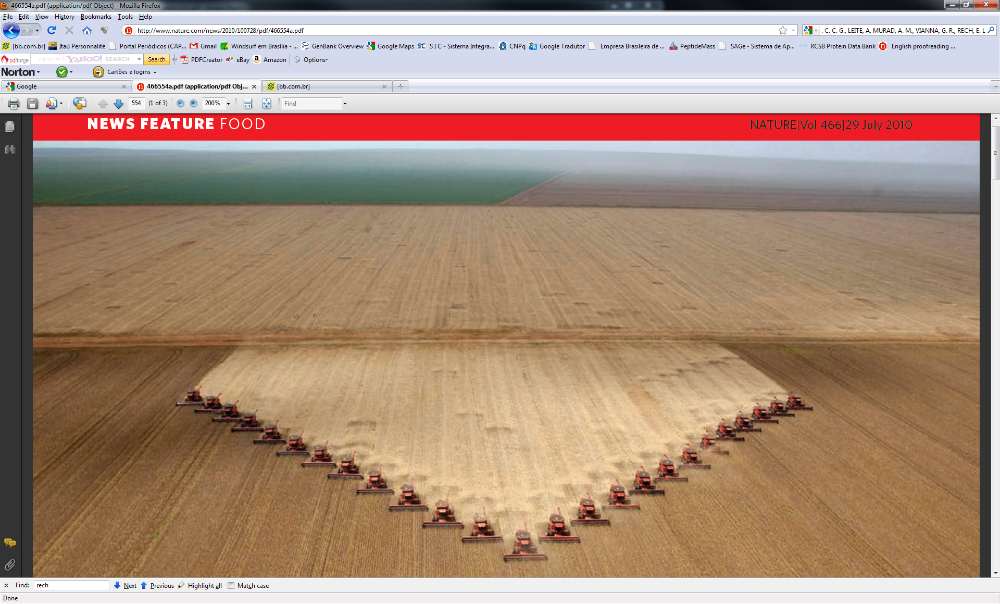 466554a.pdf (application/pdf Object) - Mozilla Firefox
File Edit View History Bookmarks Tools Help
http://www.nature.com/news/2010/100728/pdf/466554a.pdf . C. C. G., LEITE, A, MURAD, A. M., VIANNA, G. R., RECH, E. L
[bb.com.br] Itaú Personnalité Portal Periódicos (CAP... Gmail Windsurf em Brasília - ... GenBank Overview Google Maps SC S I C - Sistema Integra... CNPq Google Tradutor Empresa Brasileira de ... PeptideMass SAGe - Sistema de Ap... RCSB Protein Data Bank English proofreading ...
pdfforge explore with YAHOO! SEARCH Search PDFCreator eBay Amazon Options
Norton Cartões e logins
Google 466554a.pdf (application/pdf Obj... [bb.com.br]
554 (1 of 3) 200% Find
NEWS FEATURE FOOD NATURE|Vol 466|29 July 2010
Find: rech Next Previous Highlight all Match case
Done